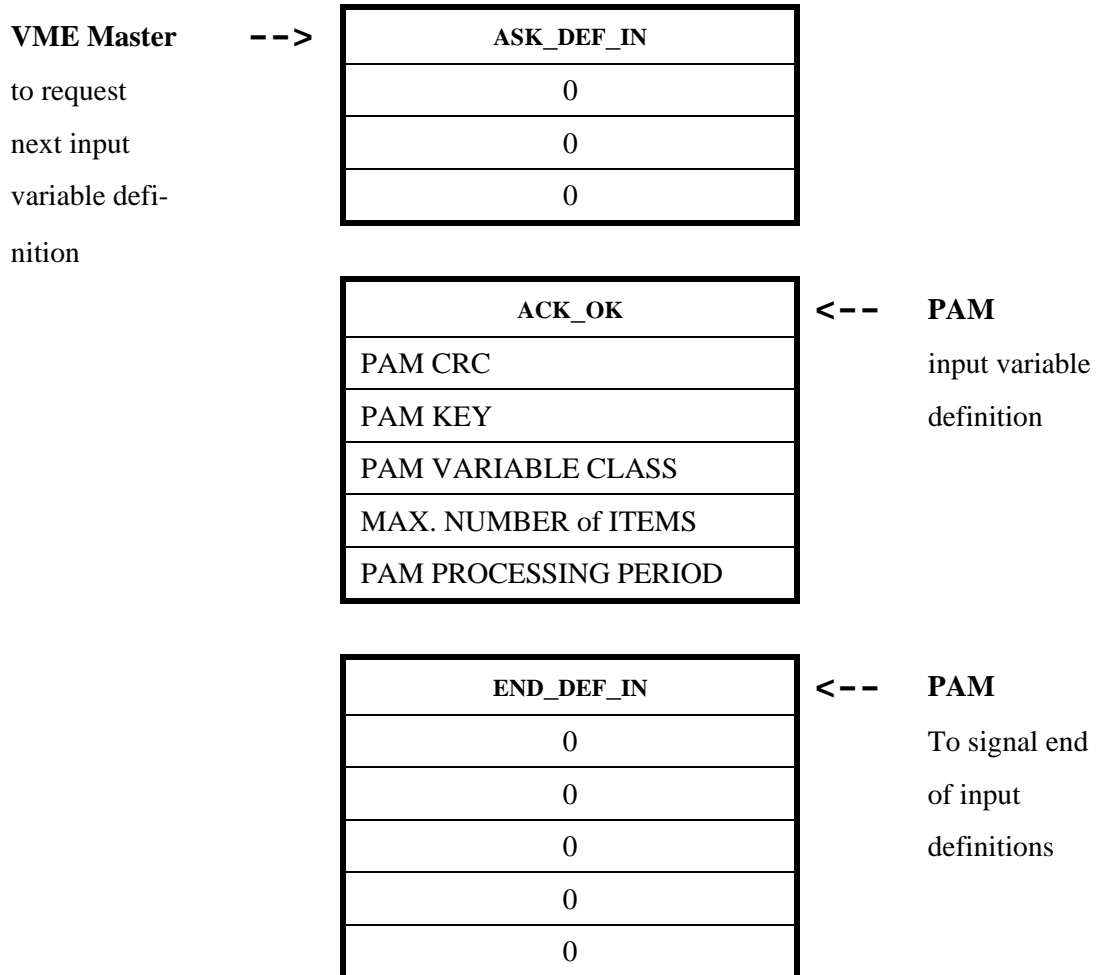 VME Master --> ASK_DEF_IN
to request 0
next input 0
variable defi- 0
nition
ACK_OK <-- PAM
PAM CRC input variable
PAM KEY definition
PAM VARIABLE CLASS
MAX. NUMBER of ITEMS
PAM PROCESSING PERIOD
END_DEF_IN <-- PAM
0 To signal end
0 of input
0 definitions
0
0